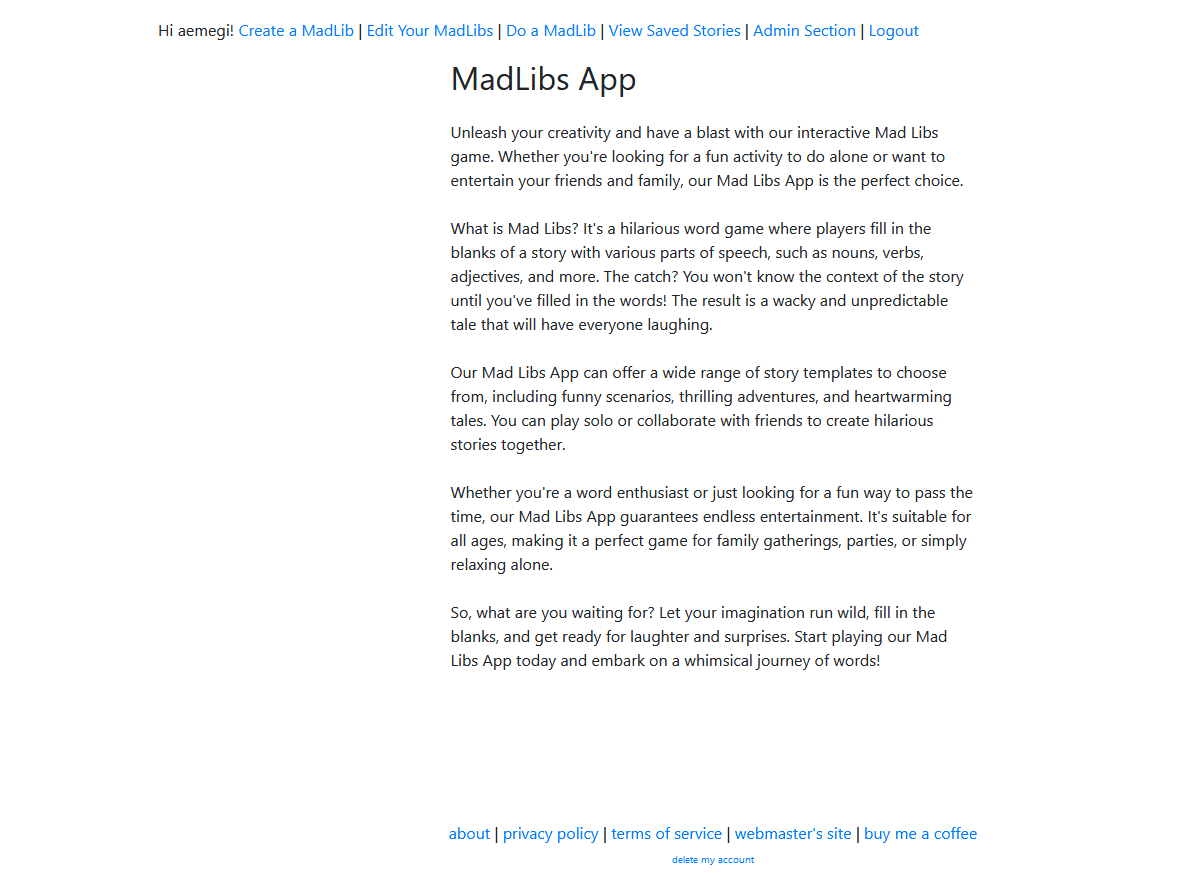 Hi aemegi! Create a MadLib | Edit Your MadLibs | Do a MadLib | View Saved Stories | Admin Section | Logout
MadLibs App
Unleash your creativity and have a blast with our interactive Mad Libs
game. Whether you're looking for a fun activity to do alone or want to
entertain your friends and family, our Mad Libs App is the perfect choice.
What is Mad Libs? It's a hilarious word game where players fill in the
blanks of a story with various parts of speech, such as nouns, verbs,
adjectives, and more. The catch? You won't know the context of the story
until you've filled in the words! The result is a wacky and unpredictable
tale that will have everyone laughing.
Our Mad Libs App can offer a wide range of story templates to choose
from, including funny scenarios, thrilling adventures, and heartwarming
tales. You can play solo or collaborate with friends to create hilarious
stories together.
Whether you're a word enthusiast or just looking for a fun way to pass the
time, our Mad Libs App guarantees endless entertainment. It's suitable for
all ages, making it a perfect game for family gatherings, parties, or simply
relaxing alone.
So, what are you waiting for? Let your imagination run wild, fill in the
blanks, and get ready for laughter and surprises. Start playing our Mad
Libs App today and embark on a whimsical journey of words!
about | privacy policy | terms of service | webmaster's site | buy me a coffee
delete my account